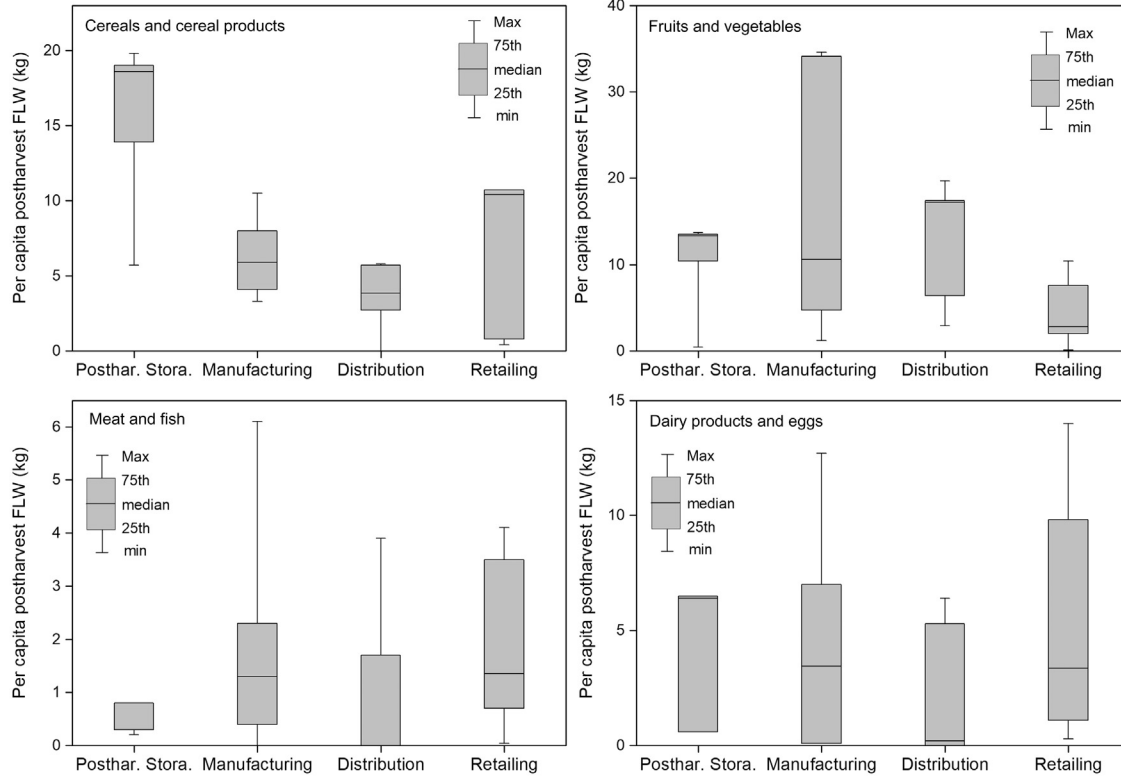 Cereals and cereal products
Max
75th
median
25th
min
Per capita postharvest FLW (kg)
20
15
10
5
0
Posthar. Stora. Manufacturing Distribution Retailing
Fruits and vegetables
Max
75th
median
25th
min
Per capita postharvest FLW (kg)
40
30
20
10
0
Posthar. Stora. Manufacturing Distribution Retailing
Meat and fish
Max
75th
median
25th
min
Per capita postharvest FLW (kg)
6
5
4
3
2
1
0
Posthar. Stora. Manufacturing Distribution Retailing
Dairy products and eggs
Max
75th
median
25th
min
Per capita psotharvest FLW (kg)
15
10
5
0
Posthar. Stora. Manufacturing Distribution Retailing